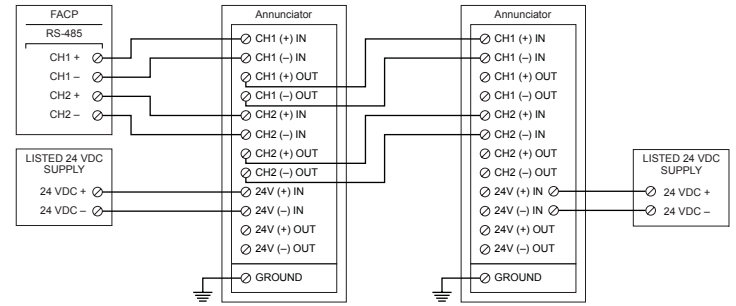 FACP
RS-485
CH1 +
CH1 –
CH2 +
CH2 –
LISTED 24 VDC
SUPPLY
24 VDC +
24 VDC –
Annunciator
CH1 (+) IN
CH1 (–) IN
CH1 (+) OUT
CH1 (–) OUT
CH2 (+) IN
CH2 (–) IN
CH2 (+) OUT
CH2 (–) OUT
24V (+) IN
24V (–) IN
24V (+) OUT
24V (–) OUT
GROUND
Annunciator
CH1 (+) IN
CH1 (–) IN
CH1 (+) OUT
CH1 (–) OUT
CH2 (+) IN
CH2 (–) IN
CH2 (+) OUT
CH2 (–) OUT
24V (+) IN
24V (–) IN
24V (+) OUT
24V (–) OUT
GROUND
LISTED 24 VDC
SUPPLY
24 VDC +
24 VDC –